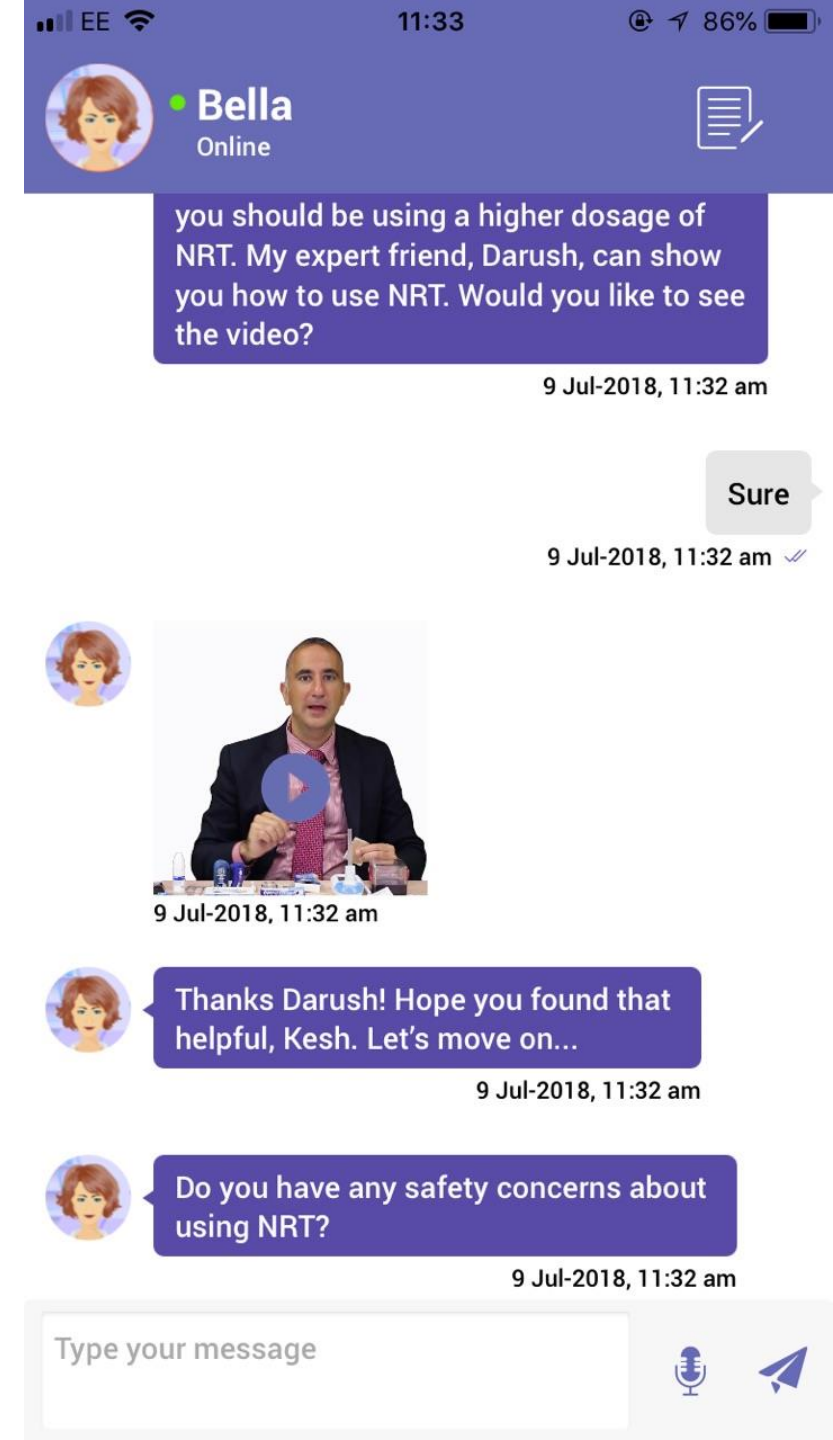 EE 11:33 86%
Bella
Online
you should be using a higher dosage of
NRT. My expert friend, Darush, can show
you how to use NRT. Would you like to see
the video?
9 Jul-2018, 11:32 am
Sure
9 Jul-2018, 11:32 am
9 Jul-2018, 11:32 am
Thanks Darush! Hope you found that
helpful, Kesh. Let’s move on...
9 Jul-2018, 11:32 am
Do you have any safety concerns about
using NRT?
9 Jul-2018, 11:32 am
Type your message